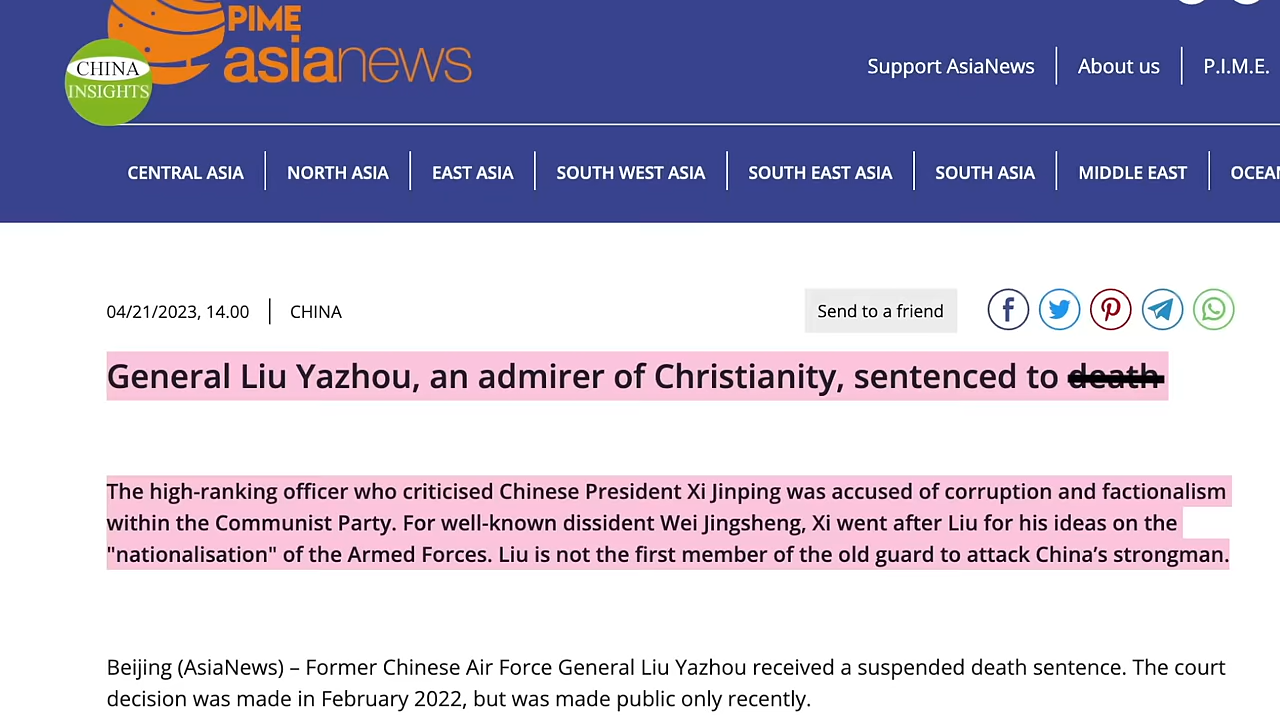 PIME
asianews
CHINA
INSIGHTS
Support AsiaNews
About us
P.I.M.E.
CENTRAL ASIA
NORTH ASIA
EAST ASIA
SOUTH WEST ASIA
SOUTH EAST ASIA
SOUTH ASIA
MIDDLE EAST
04/21/2023, 14.00
CHINA
Send to a friend
General Liu Yazhou, an admirer of Christianity, sentenced to death
The high-ranking officer who criticised Chinese President Xi Jinping was accused of corruption and factionalism
within the Communist Party. For well-known dissident Wei Jingsheng, Xi went after Liu for his ideas on the
"nationalisation" of the Armed Forces. Liu is not the first member of the old guard to attack China’s strongman.
Beijing (AsiaNews) – Former Chinese Air Force General Liu Yazhou received a suspended death sentence. The court
decision was made in February 2022, but was made public only recently.